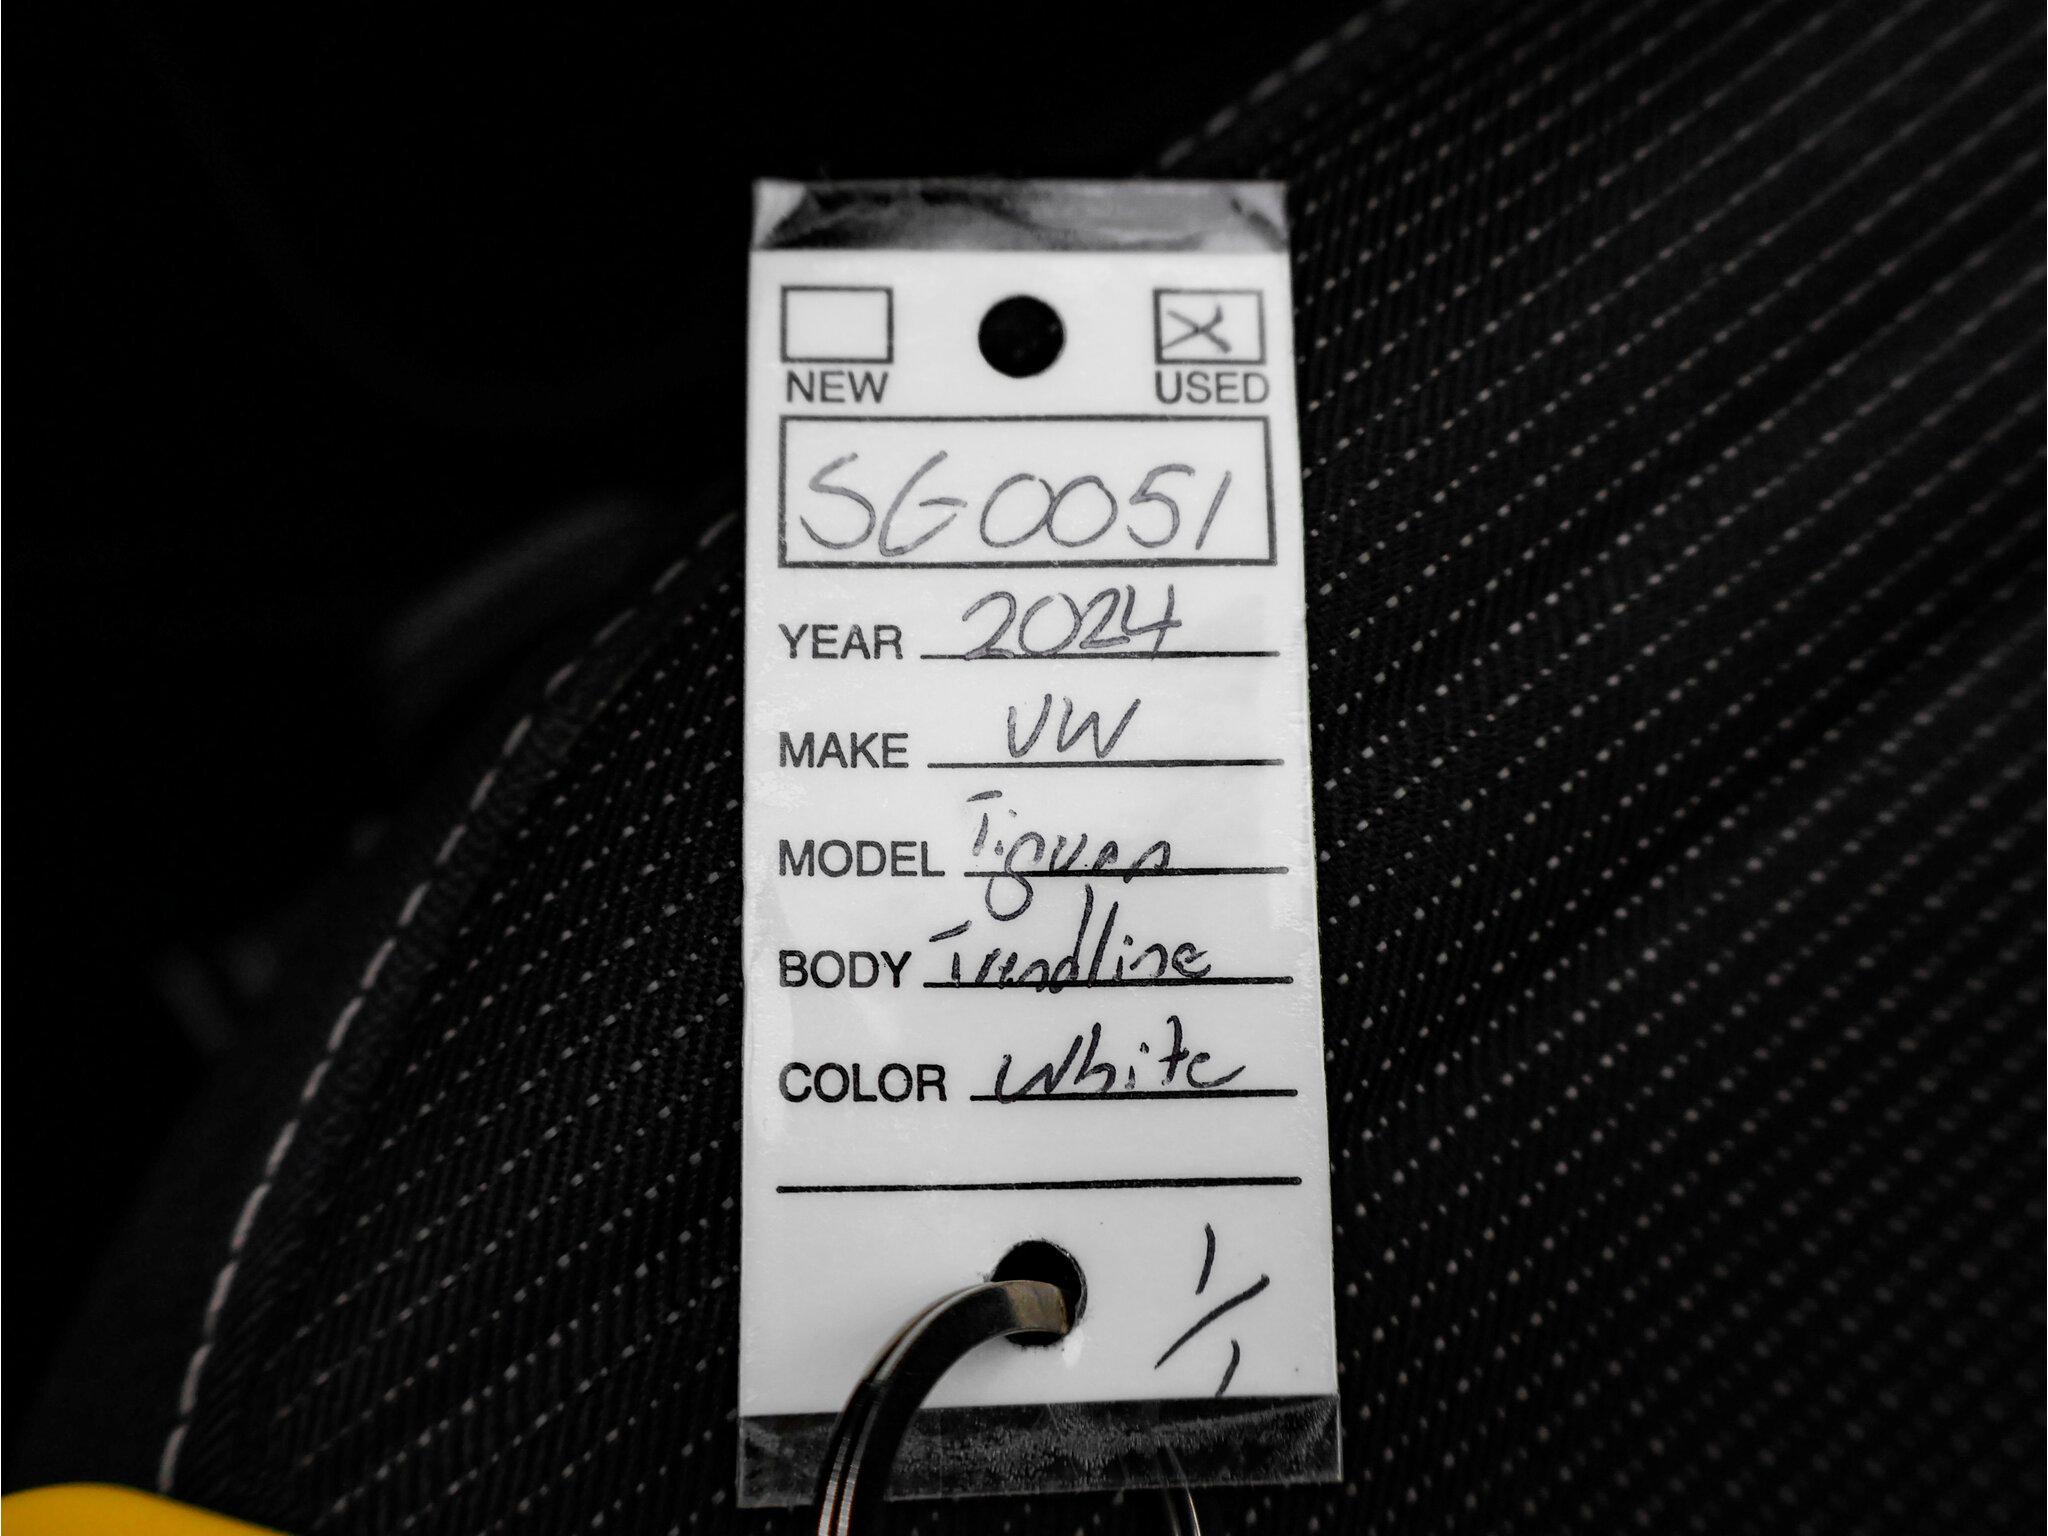 NEW USED
SG0051
YEAR 2024
MAKE VW
MODEL Tiguan
BODY Trendline
COLOR White
1/1